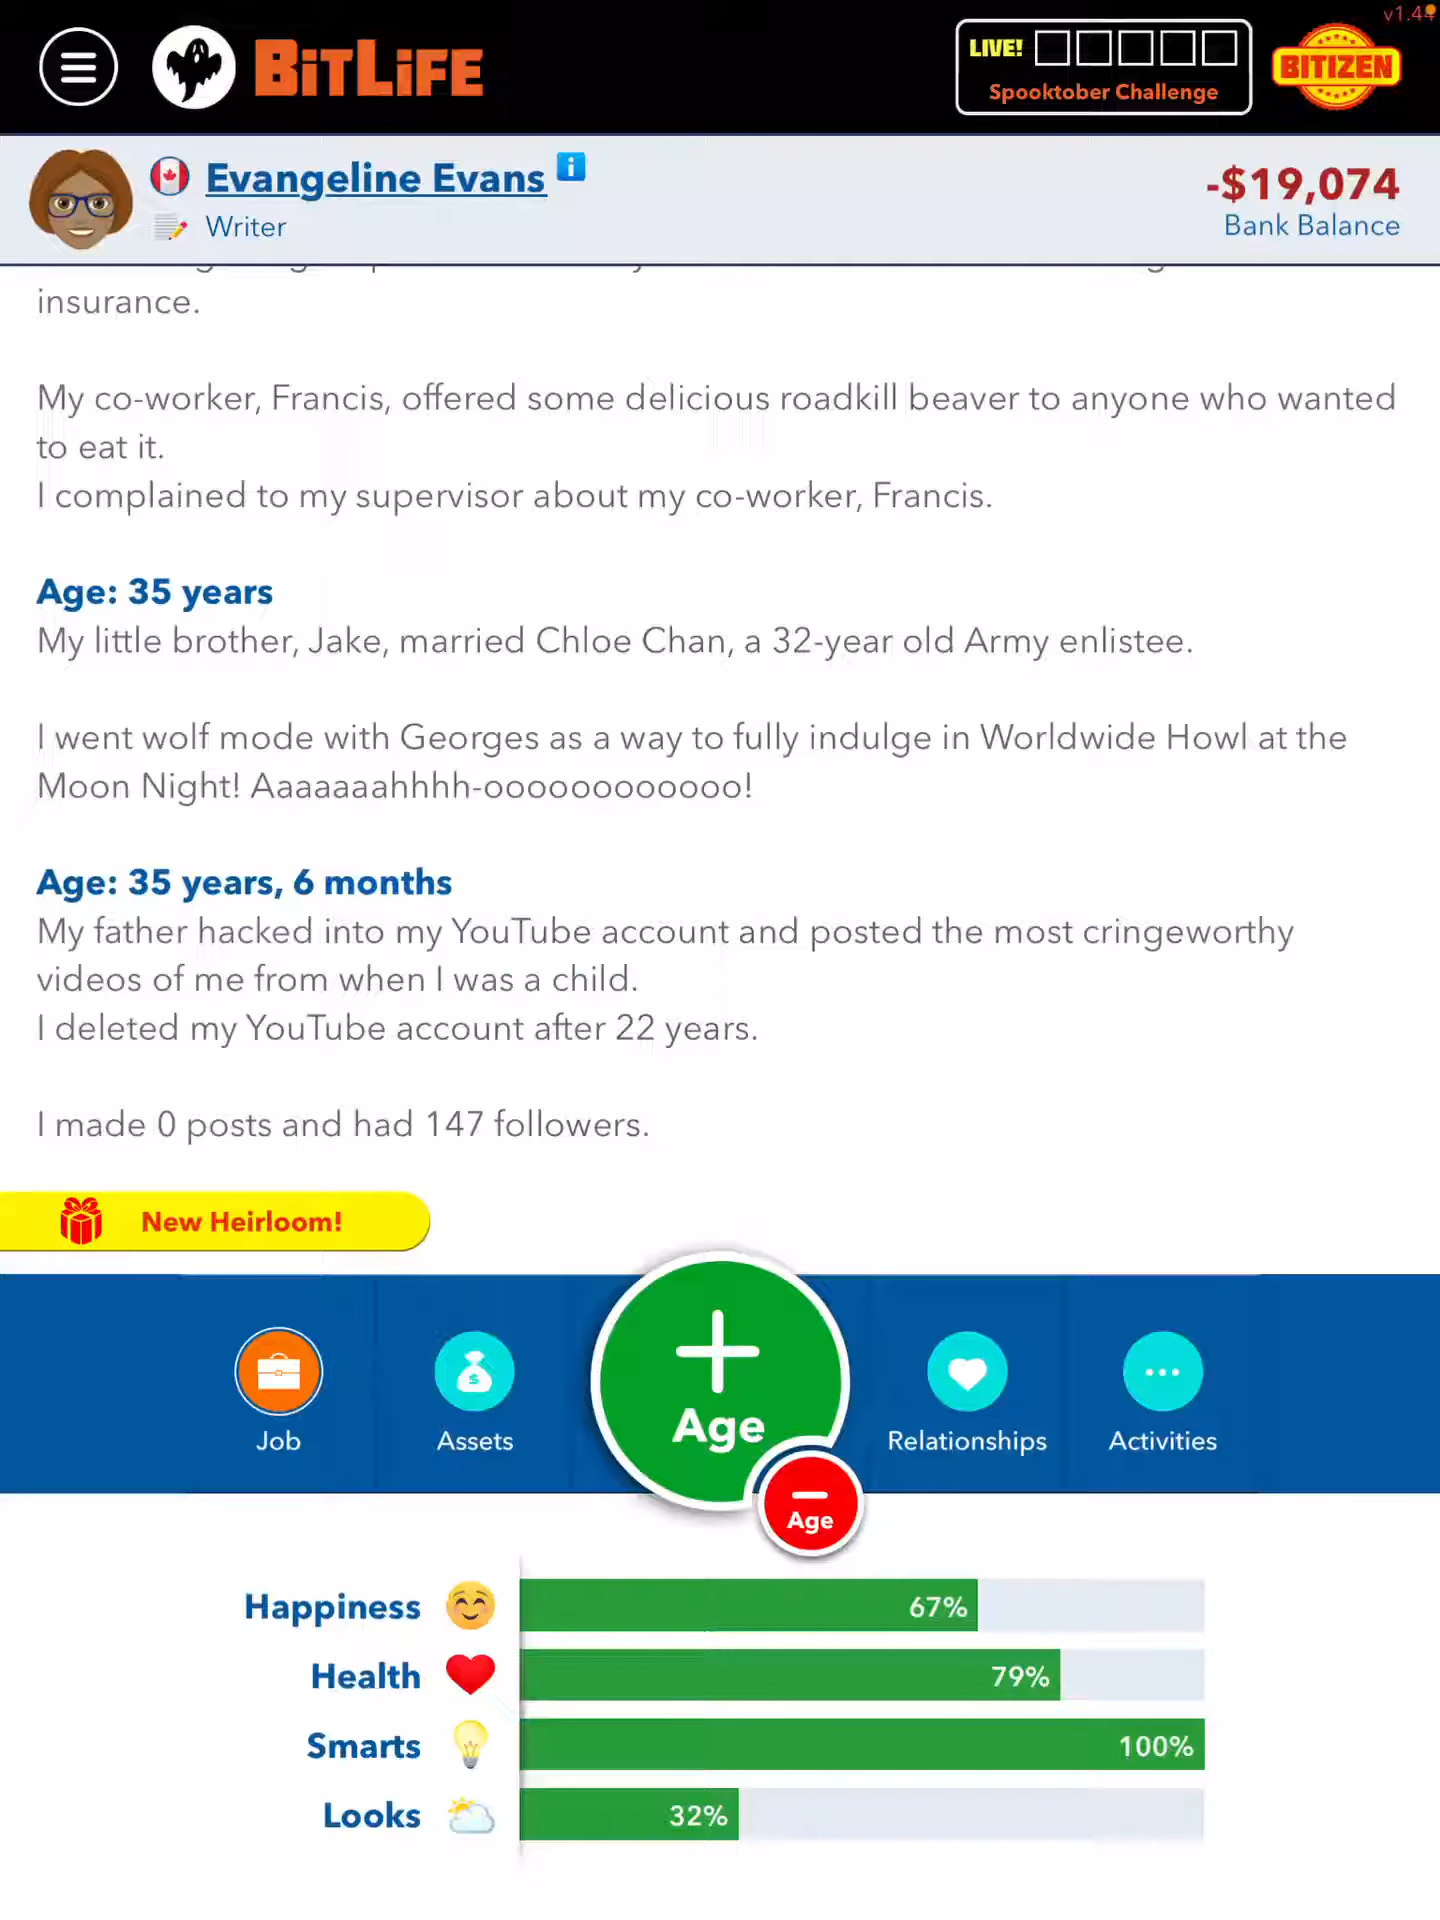 v1.44
BITLIFE
LIVE!
Spooktober Challenge
BITIZEN
Evangeline Evans i
Writer
-$19,074
Bank Balance
insurance.
My co-worker, Francis, offered some delicious roadkill beaver to anyone who wanted
to eat it.
I complained to my supervisor about my co-worker, Francis.
Age: 35 years
My little brother, Jake, married Chloe Chan, a 32-year old Army enlistee.
I went wolf mode with Georges as a way to fully indulge in Worldwide Howl at the
Moon Night! Aaaaaaahhhh-oooooooooooo!
Age: 35 years, 6 months
My father hacked into my YouTube account and posted the most cringeworthy
videos of me from when I was a child.
I deleted my YouTube account after 22 years.
I made 0 posts and had 147 followers.
New Heirloom!
Age
Job
Assets
Relationships
Activities
Age
Happiness 67%
Health 79%
Smarts 100%
Looks 32%